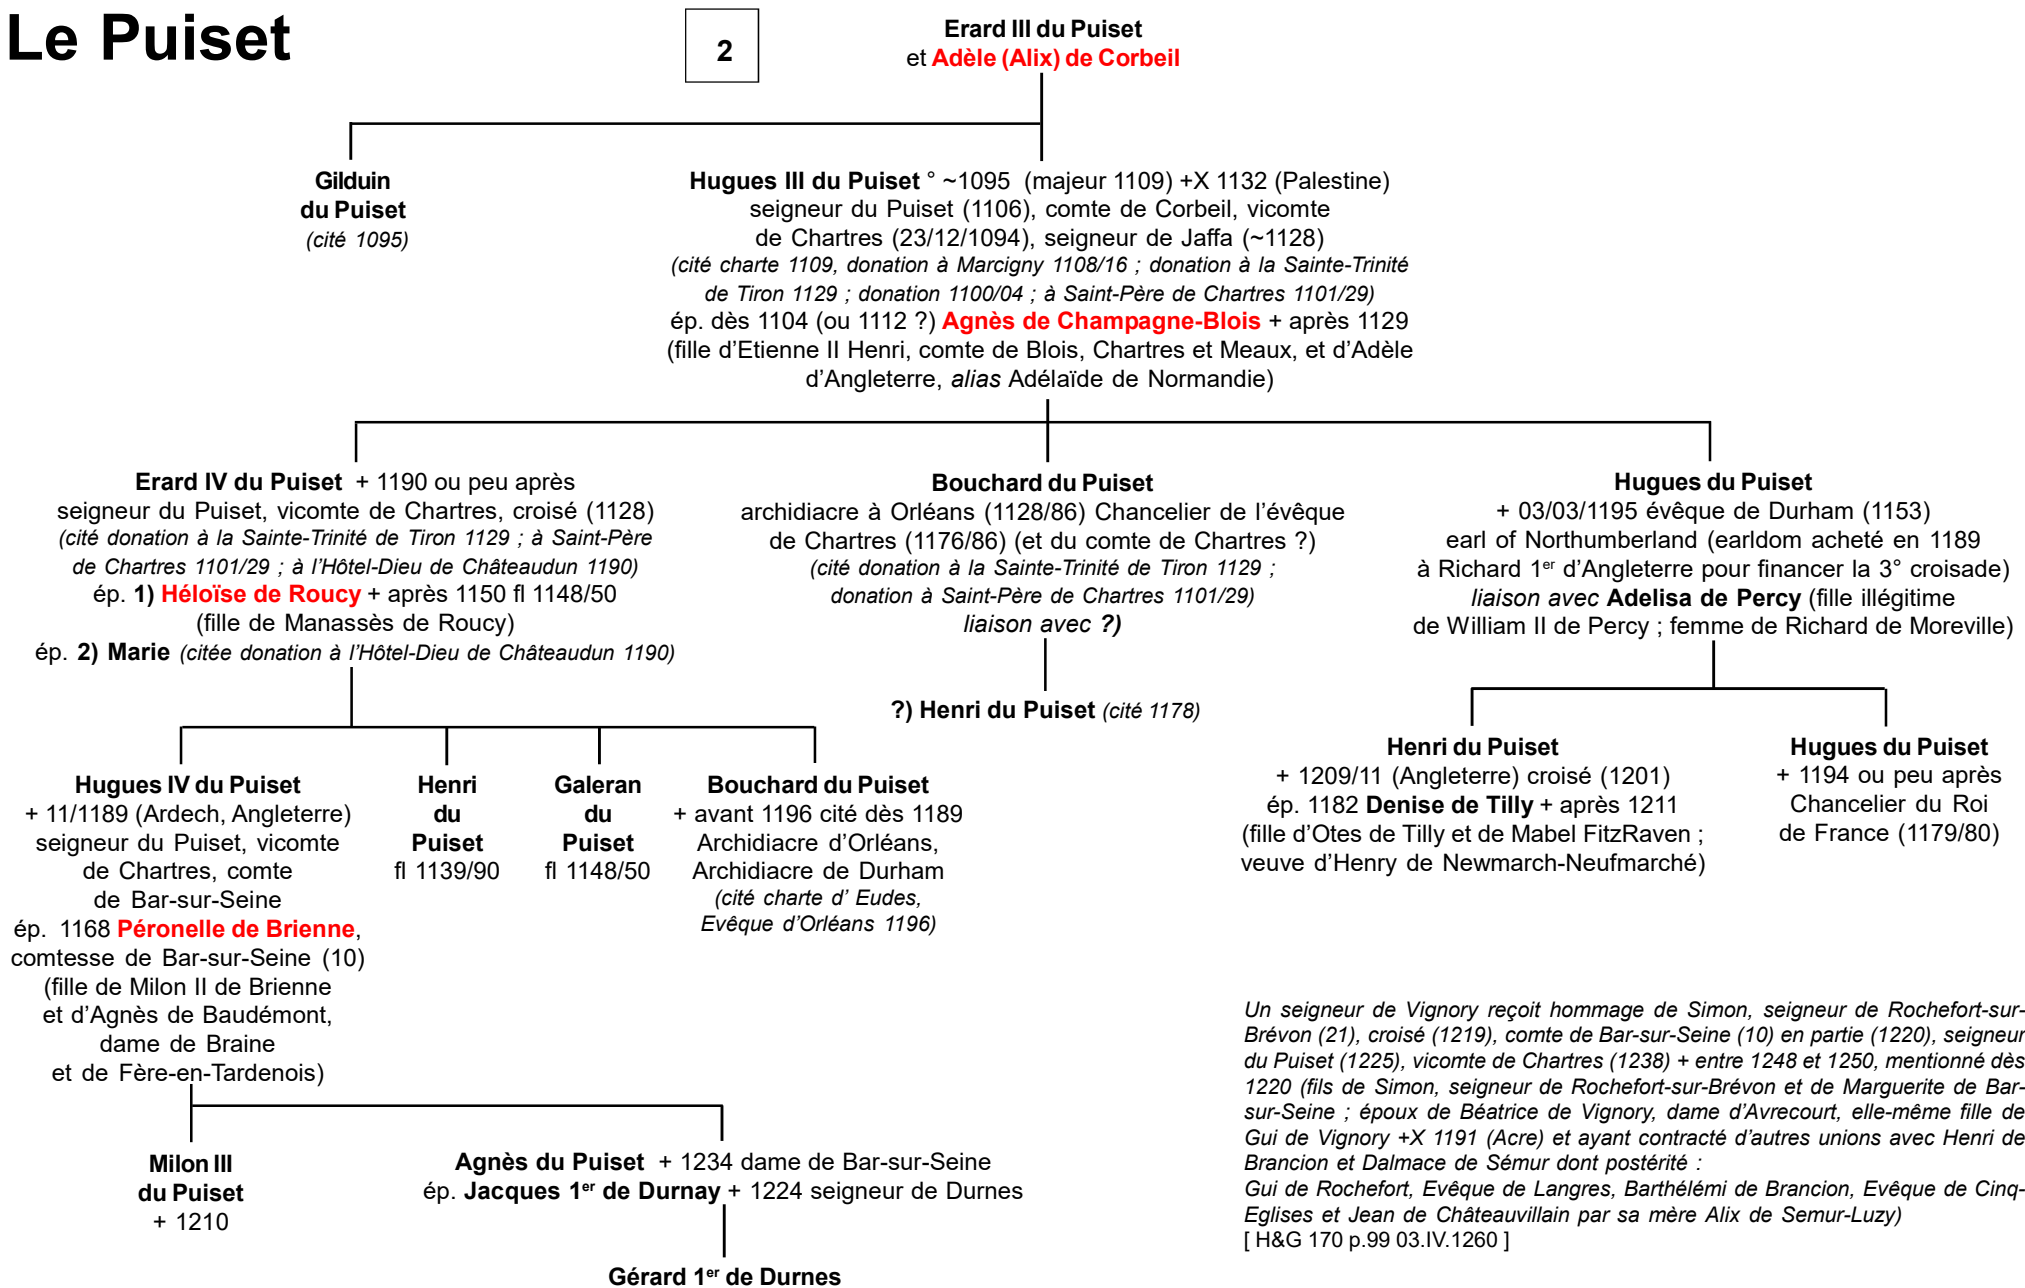 Le Puiset
2
Erard III du Puiset
et Adèle (Alix) de Corbeil
Gilduin
du Puiset
(cité 1095)
Hugues III du Puiset ° ~1095 (majeur 1109) +X 1132 (Palestine)
seigneur du Puiset (1106), comte de Corbeil, vicomte
de Chartres (23/12/1094), seigneur de Jaffa (~1128)
(cité charte 1109, donation à Marcigny 1108/16 ; donation à la Sainte-Trinité
de Tiron 1129 ; donation 1100/04 ; à Saint-Père de Chartres 1101/29)
ép. dès 1104 (ou 1112 ?) Agnès de Champagne-Blois + après 1129
(fille d'Etienne II Henri, comte de Blois, Chartres et Meaux, et d'Adèle
d'Angleterre, alias Adélaïde de Normandie)
Erard IV du Puiset + 1190 ou peu après
seigneur du Puiset, vicomte de Chartres, croisé (1128)
(cité donation à la Sainte-Trinité de Tiron 1129 ; à Saint-Père
de Chartres 1101/29 ; à l'Hôtel-Dieu de Châteaudun 1190)
ép. 1) Héloïse de Roucy + après 1150 fl 1148/50
(fille de Manassès de Roucy)
ép. 2) Marie (citée donation à l'Hôtel-Dieu de Châteaudun 1190)
Bouchard du Puiset
archidiacre à Orléans (1128/86) Chancelier de l'évêque
de Chartres (1176/86) (et du comte de Chartres ?)
(cité donation à la Sainte-Trinité de Tiron 1129 ;
donation à Saint-Père de Chartres 1101/29)
liaison avec ?)
?) Henri du Puiset (cité 1178)
Hugues du Puiset
+ 03/03/1195 évêque de Durham (1153)
earl of Northumberland (earldom acheté en 1189
à Richard 1er d'Angleterre pour financer la 3° croisade)
liaison avec Adelisa de Percy (fille illégitime
de William II de Percy ; femme de Richard de Moreville)
Hugues IV du Puiset
+ 11/1189 (Ardech, Angleterre)
seigneur du Puiset, vicomte
de Chartres, comte
de Bar-sur-Seine
ép. 1168 Péronelle de Brienne,
comtesse de Bar-sur-Seine (10)
(fille de Milon II de Brienne
et d'Agnès de Baudémont,
dame de Braine
et de Fère-en-Tardenois)
Henri
du
Puiset
fl 1139/90
Galeran
du
Puiset
fl 1148/50
Bouchard du Puiset
+ avant 1196 cité dès 1189
Archidiacre d'Orléans,
Archidiacre de Durham
(cité charte d' Eudes,
Evêque d'Orléans 1196)
Henri du Puiset
+ 1209/11 (Angleterre) croisé (1201)
ép. 1182 Denise de Tilly + après 1211
(fille d'Otes de Tilly et de Mabel FitzRaven ;
veuve d'Henry de Newmarch-Neufmarché)
Hugues du Puiset
+ 1194 ou peu après
Chancelier du Roi
de France (1179/80)
Milon III
du Puiset
+ 1210
Agnès du Puiset + 1234 dame de Bar-sur-Seine
ép. Jacques 1er de Durnay + 1224 seigneur de Durnes
Gérard 1er de Durnes
Un seigneur de Vignory reçoit hommage de Simon, seigneur de Rochefort-sur-
Brévon (21), croisé (1219), comte de Bar-sur-Seine (10) en partie (1220), seigneur
du Puiset (1225), vicomte de Chartres (1238) + entre 1248 et 1250, mentionné dès
1220 (fils de Simon, seigneur de Rochefort-sur-Brévon et de Marguerite de Bar-
sur-Seine ; époux de Béatrice de Vignory, dame d'Avrecourt, elle-même fille de
Gui de Vignory +X 1191 (Acre) et ayant contracté d'autres unions avec Henri de
Brancion et Dalmace de Sémur dont postérité :
Gui de Rochefort, Evêque de Langres, Barthélémi de Brancion, Evêque de Cinq-
Eglises et Jean de Châteauvillain par sa mère Alix de Semur-Luzy)
[ H&G 170 p.99 03.IV.1260 ]